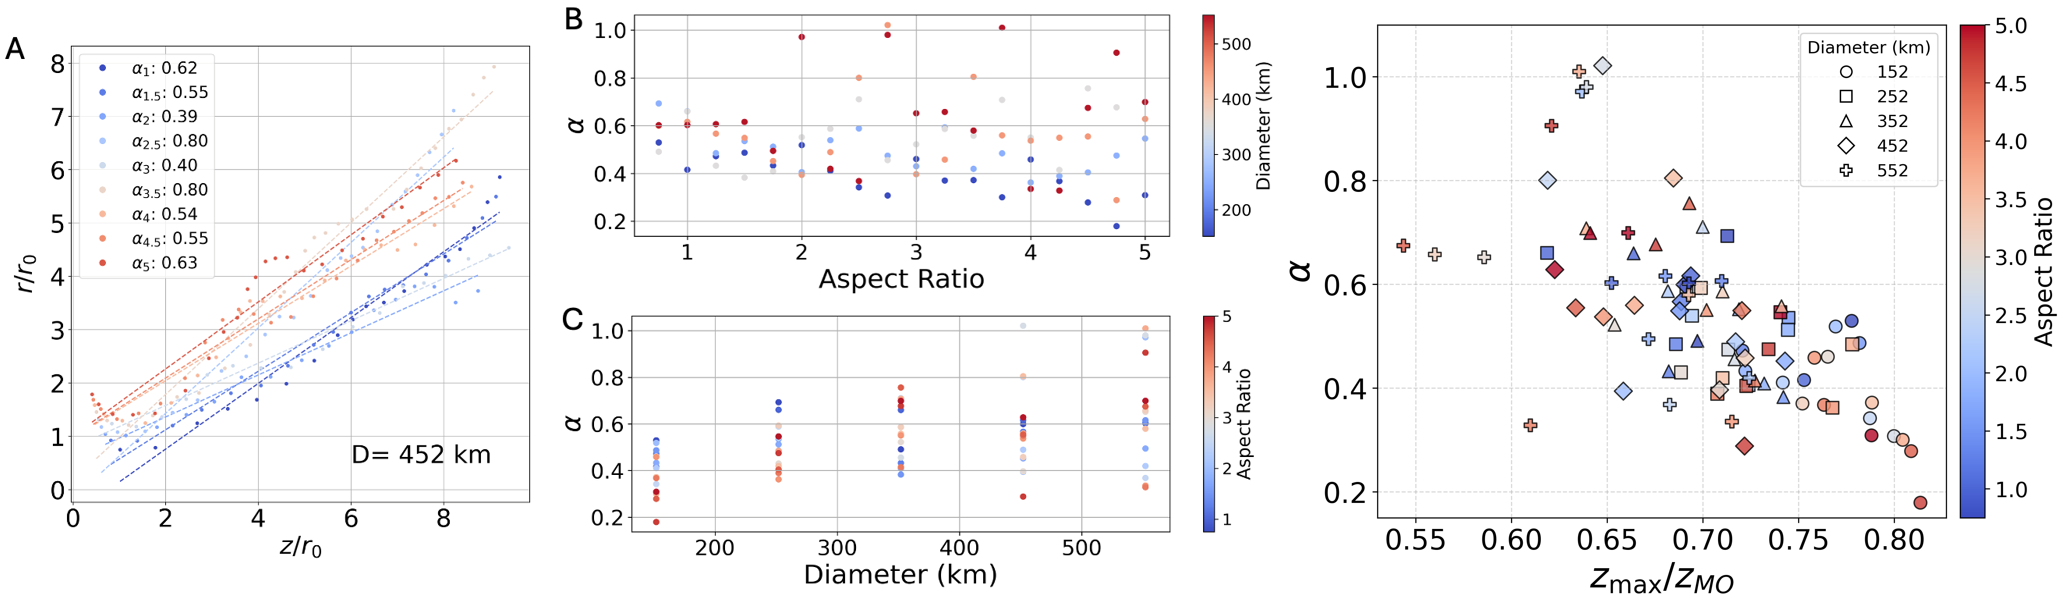 A
8
7
6
5
4
3
2
1
0
r/r₀
α₁: 0.62
α₁.₅: 0.55
α₂: 0.39
α₂.₅: 0.80
α₃: 0.40
α₃.₅: 0.80
α₄: 0.54
α₄.₅: 0.55
α₅: 0.63
D= 452 km
0 2 4 6 8
z/r₀
B
1.0
0.8
0.6
0.4
0.2
α
1 2 3 4 5
Aspect Ratio
500
400
300
200
Diameter (km)
C
1.0
0.8
0.6
0.4
0.2
α
200 300 400 500
Diameter (km)
5
4
3
2
1
Aspect Ratio
1.0
0.8
0.6
0.4
0.2
α
Diameter (km)
152
252
352
452
552
0.55 0.60 0.65 0.70 0.75 0.80
z_max/z_MO
5.0
4.5
4.0
3.5
3.0
2.5
2.0
1.5
1.0
Aspect Ratio